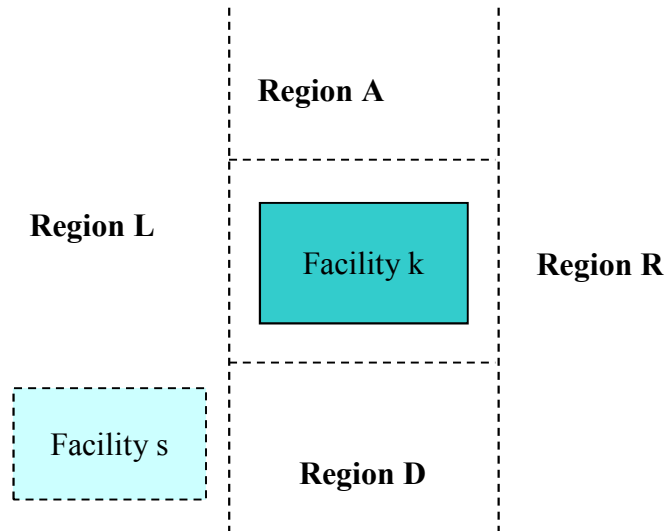 Region A
Region L
Facility k
Region R
Facility s
Region D